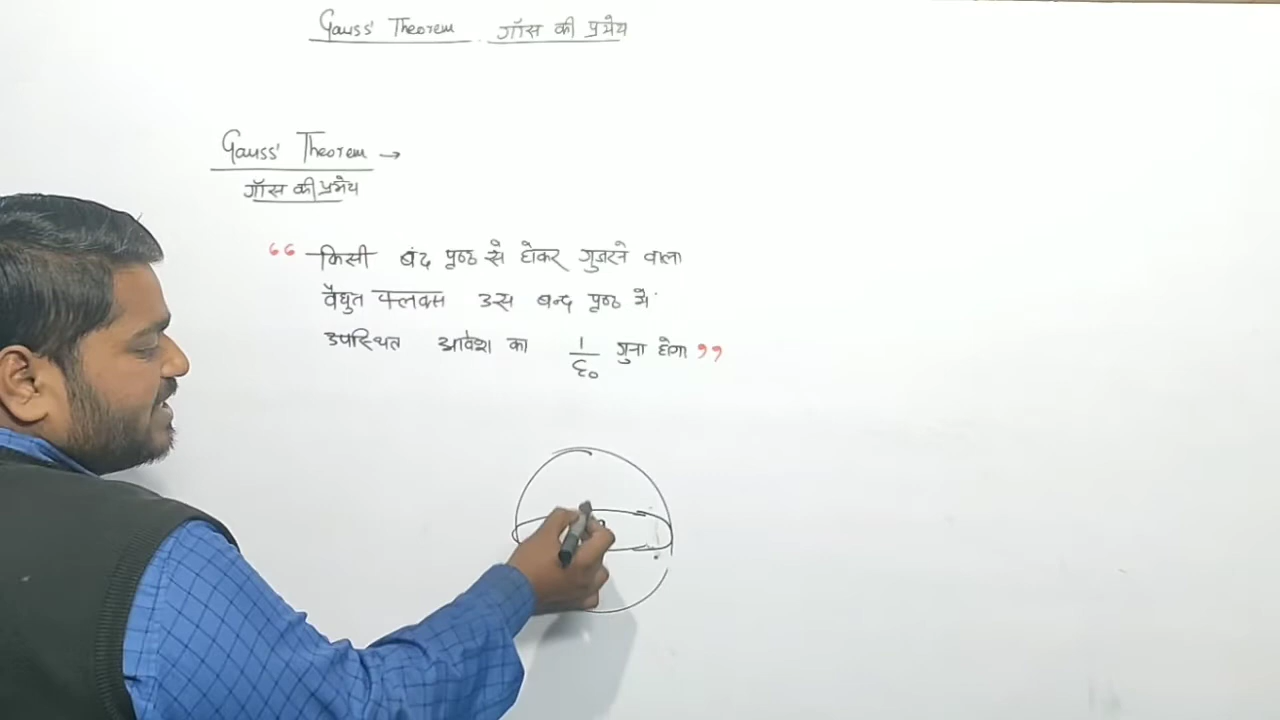 Gauss' Theorem गॉस की प्रमेय
Gauss' Theorem →
गॉस की प्रमेय
“ किसी बंद पृष्ठ से होकर गुजरने वाला
वैद्युत फ्लक्स उस बन्द पृष्ठ में
उपस्थित आवेश का 1/ε₀ गुना होगा ”